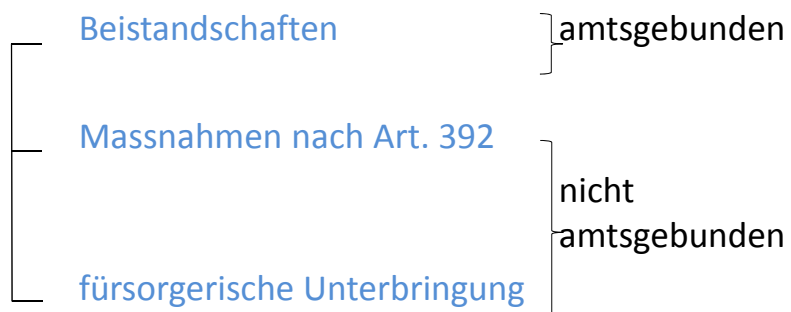 Beistandschaften
amtsgebunden
Massnahmen nach Art. 392
nicht
amtsgebunden
fürsorgerische Unterbringung